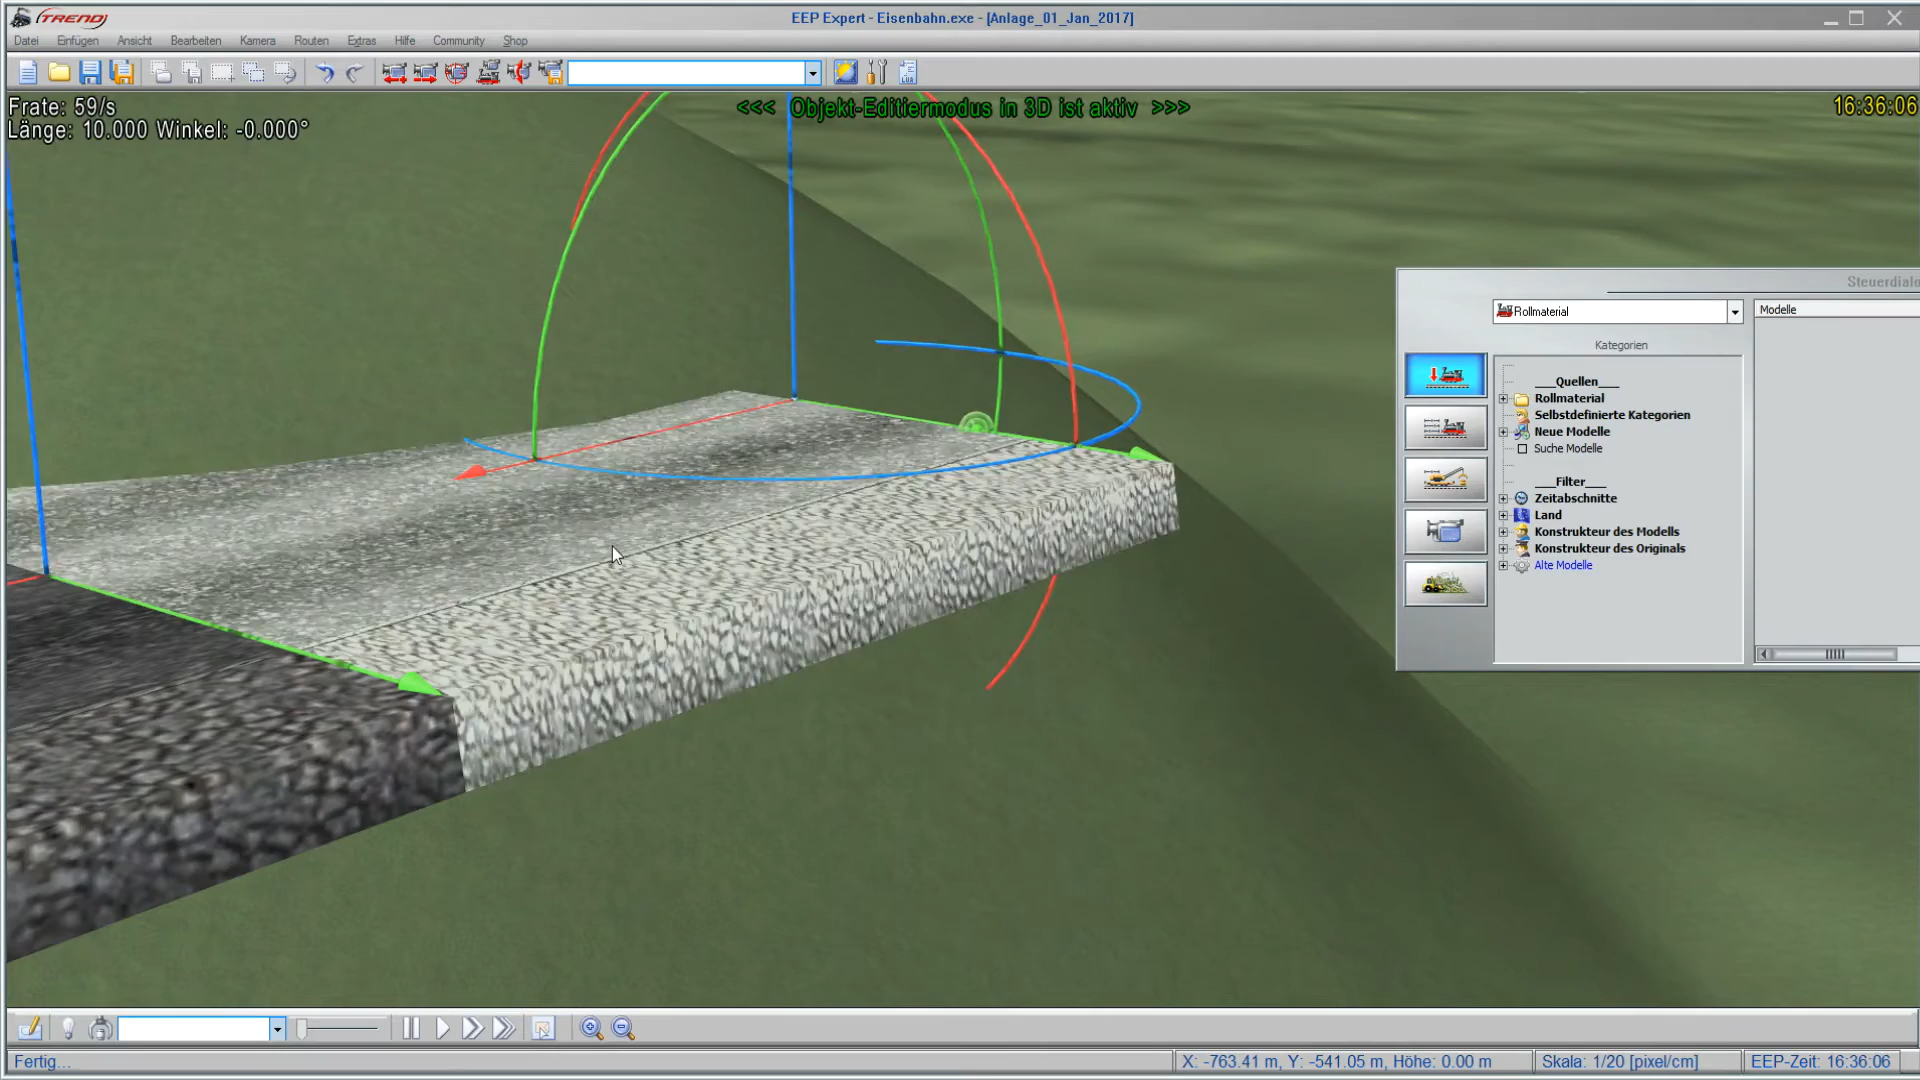 TREND
EEP Expert - Eisenbahn.exe - [Anlage_01_Jan_2017]
Datei Einfügen Ansicht Bearbeiten Kamera Routen Extras Hilfe Community Shop
LUA
Frate: 59/s
<<< Objekt-Editiermodus in 3D ist aktiv >>>
16:36:06
Länge: 10.000 Winkel: -0.000°
Steuerdialo
Rollmaterial
Modelle
Kategorien
___Quellen___
Rollmaterial
Selbstdefinierte Kategorien
Neue Modelle
Suche Modelle
___Filter___
Zeitabschnitte
Land
Konstrukteur des Modells
Konstrukteur des Originals
Alte Modelle
Fertig...
X: -763.41 m, Y: -541.05 m, Höhe: 0.00 m
Skala: 1/20 [pixel/cm]
EEP-Zeit: 16:36:06